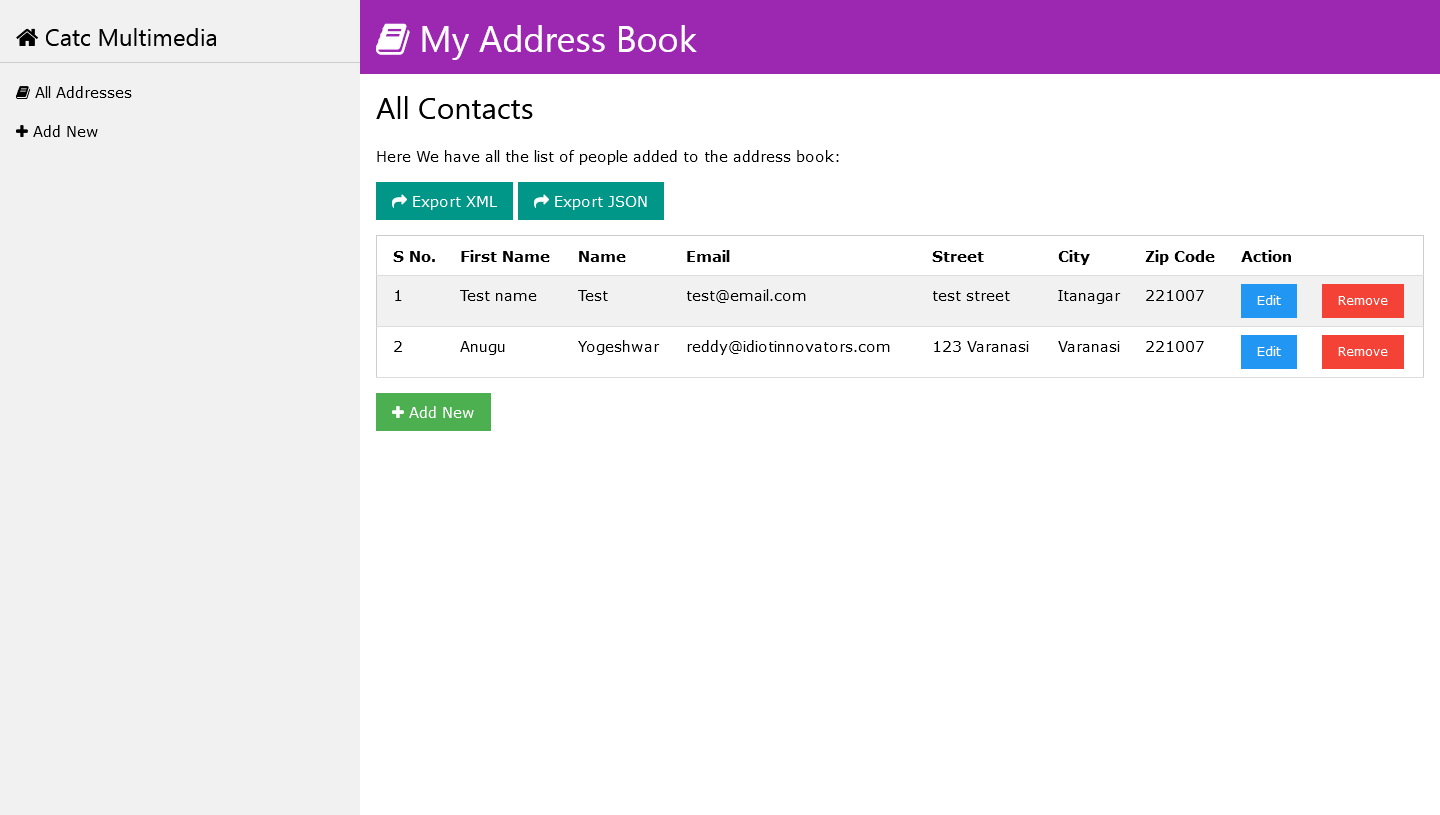 Catc Multimedia
All Addresses
Add New
My Address Book
All Contacts
Here We have all the list of people added to the address book:
Export XML Export JSON
S No. First Name Name Email Street City Zip Code Action
1 Test name Test test@email.com test street Itanagar 221007 Edit Remove
2 Anugu Yogeshwar reddy@idiotinnovators.com 123 Varanasi Varanasi 221007 Edit Remove
Add New